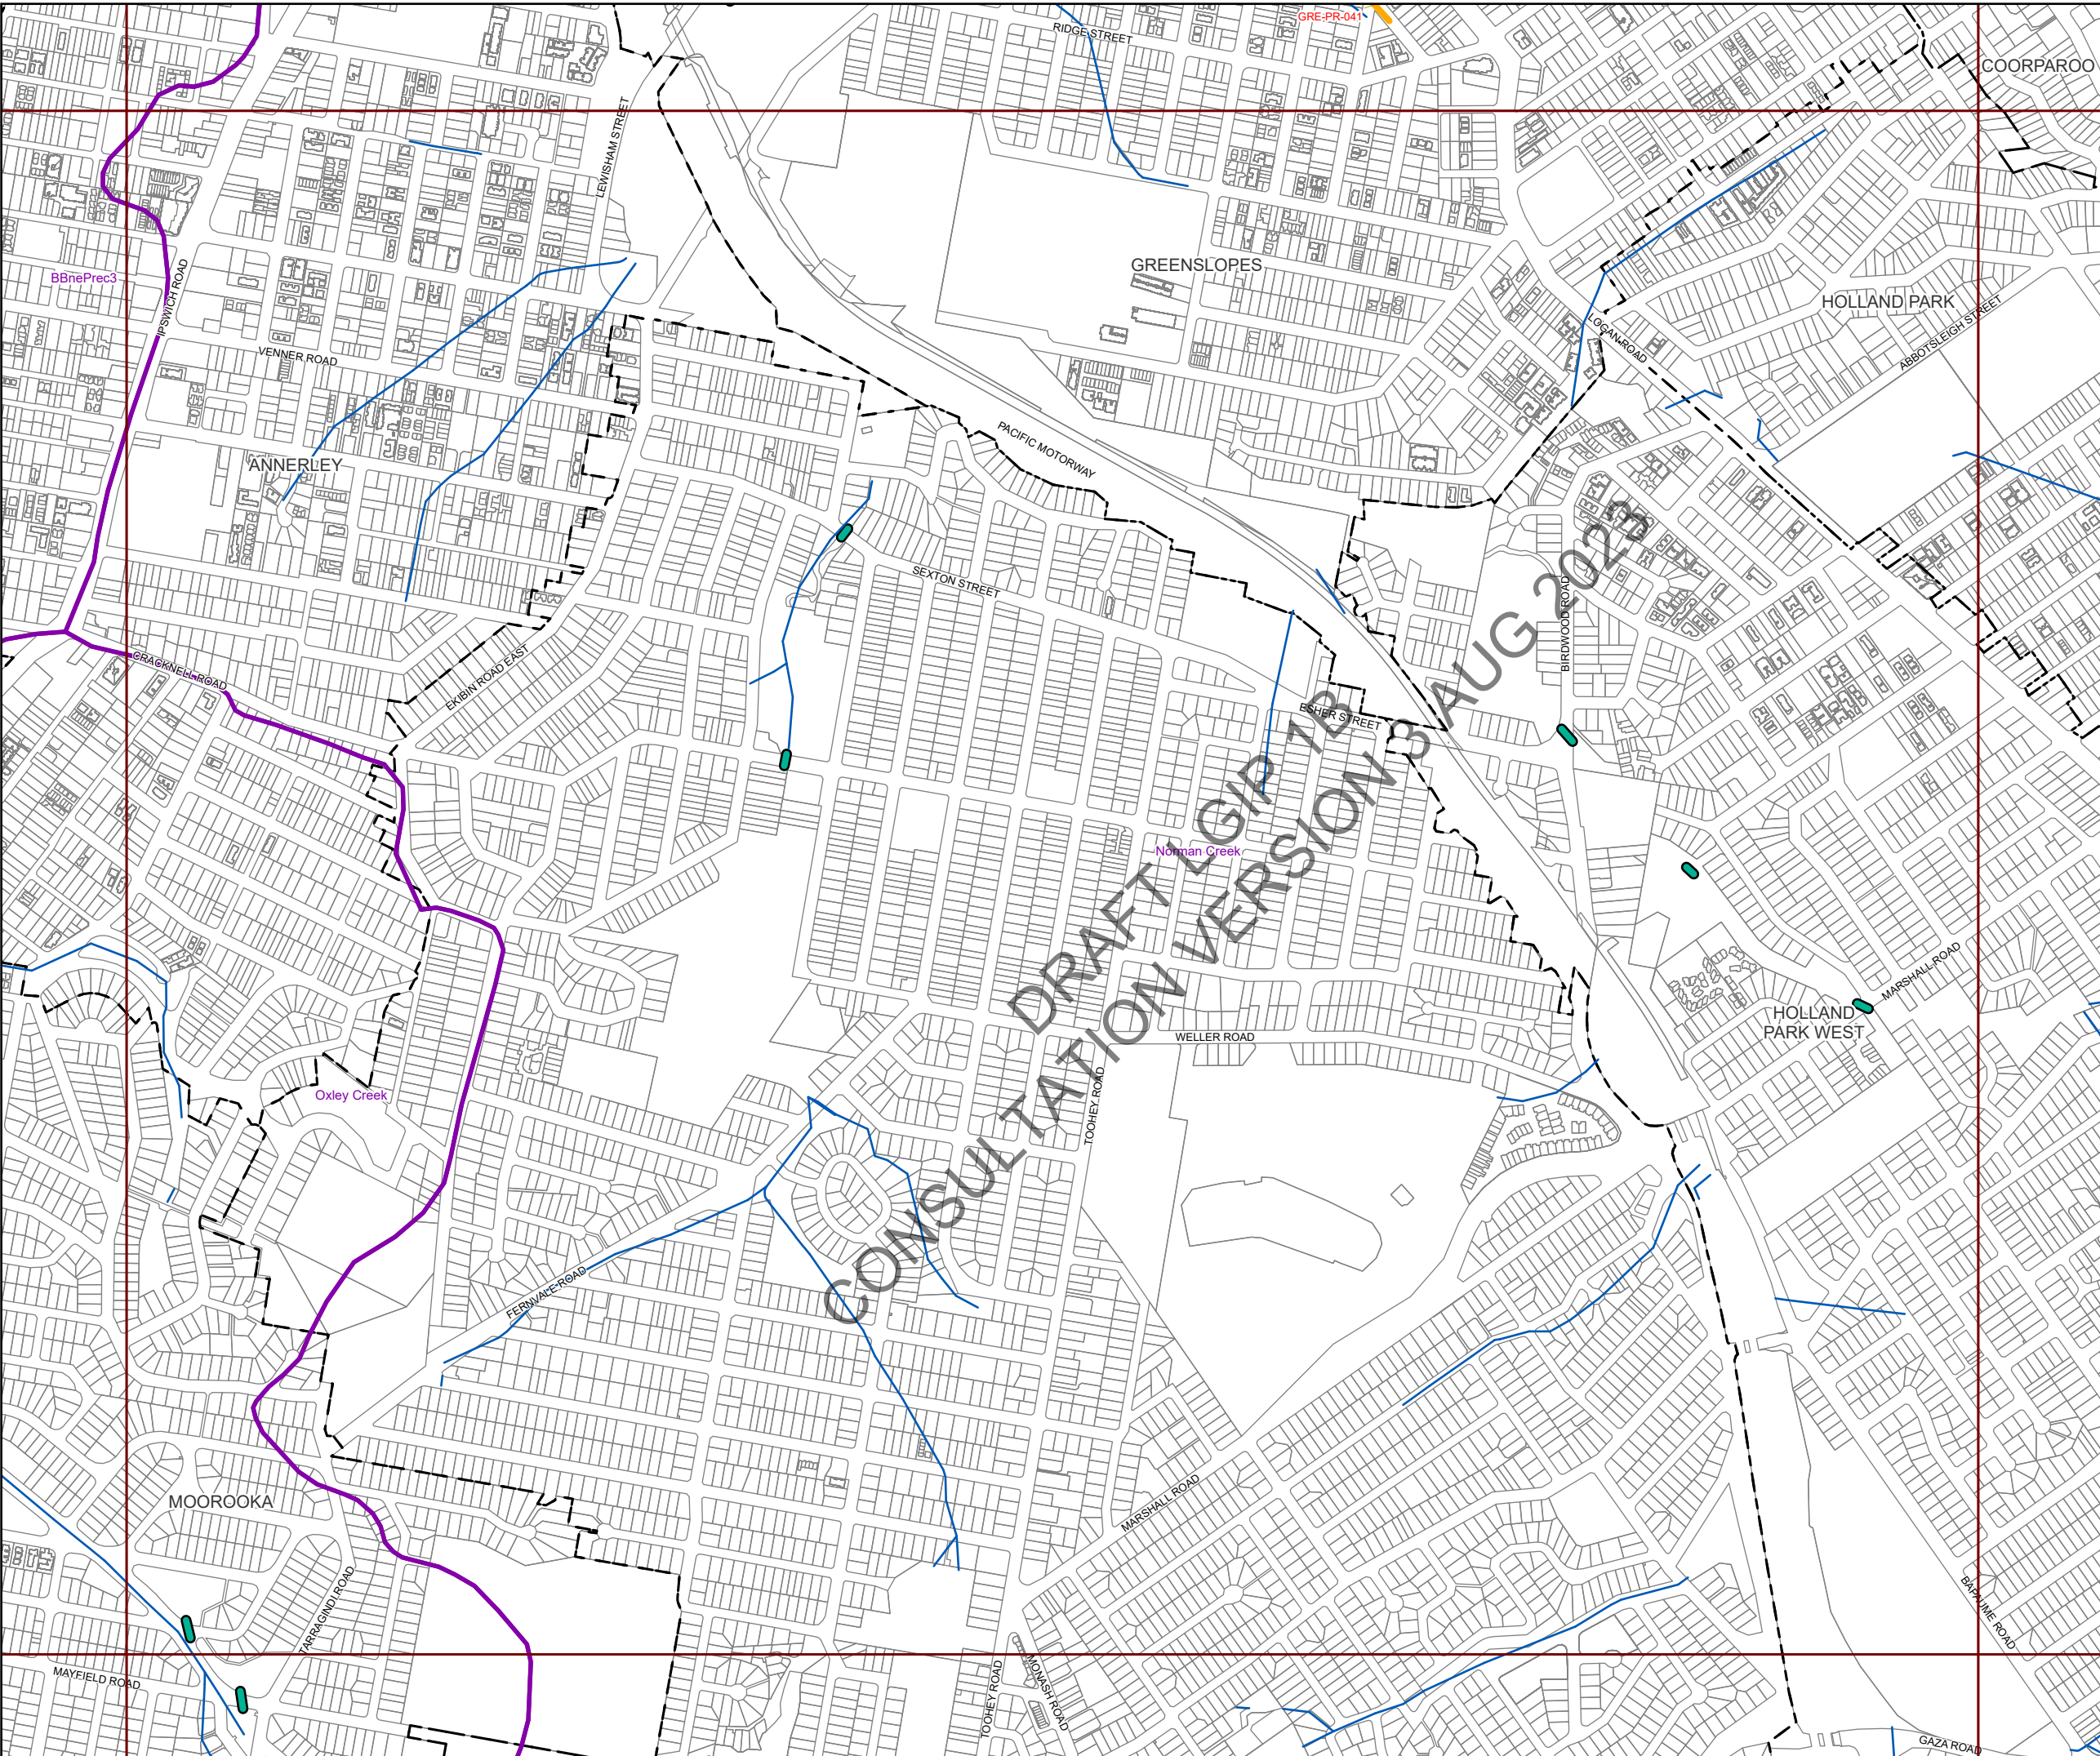 GRE-PR-041
RIDGE STREET
COORPAROO
LEWISHAM STREET
GREENSLOPES
BBnePrec3
IPSWICH ROAD
HOLLAND PARK
LOGAN ROAD
ABBOTSLEIGH STREET
VENNER ROAD
PACIFIC MOTORWAY
ANNERLEY
SEXTON STREET
BIRDWOOD ROAD
CRACKNELL ROAD
EKIBIN ROAD EAST
ESHER STREET
Norman Creek
DRAFT LGIP 1B
CONSULTATION VERSION 3 AUG 2023
MARSHALL ROAD
HOLLAND
PARK WEST
WELLER ROAD
Oxley Creek
TOOHEY ROAD
FERNVALE ROAD
MOOROOKA
MARSHALL ROAD
TARRAGINDI ROAD
BAPAUME ROAD
MAYFIELD ROAD
TOOHEY ROAD
MONASH ROAD
GAZA ROAD